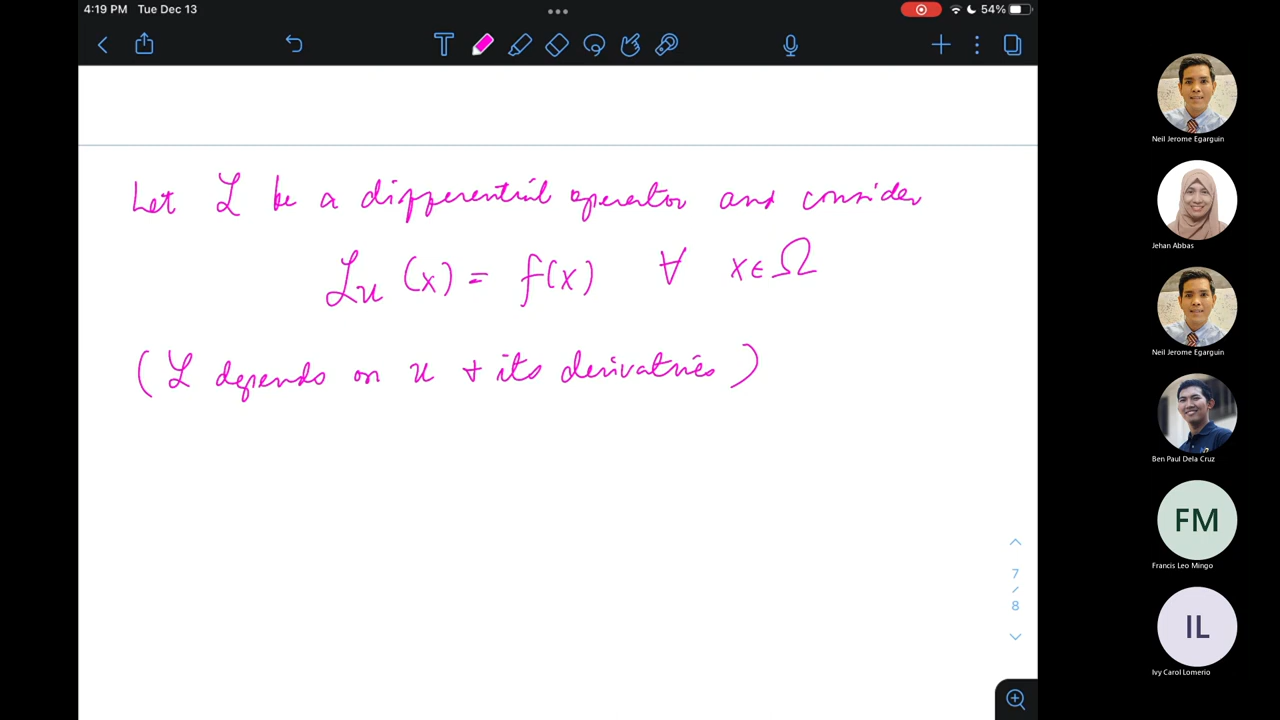 4:19 PM Tue Dec 13
54%
Let ℒ be a differential operator and consider
ℒu (x) = f(x) ∀ x ∈ Ω
(ℒ depends on u + its derivatives)
7
/
8
Neil Jerome Egarguin
Jehan Abbas
Neil Jerome Egarguin
Ben Paul Dela Cruz
FM
Francis Leo Mingo
IL
Ivy Carol Lomerio